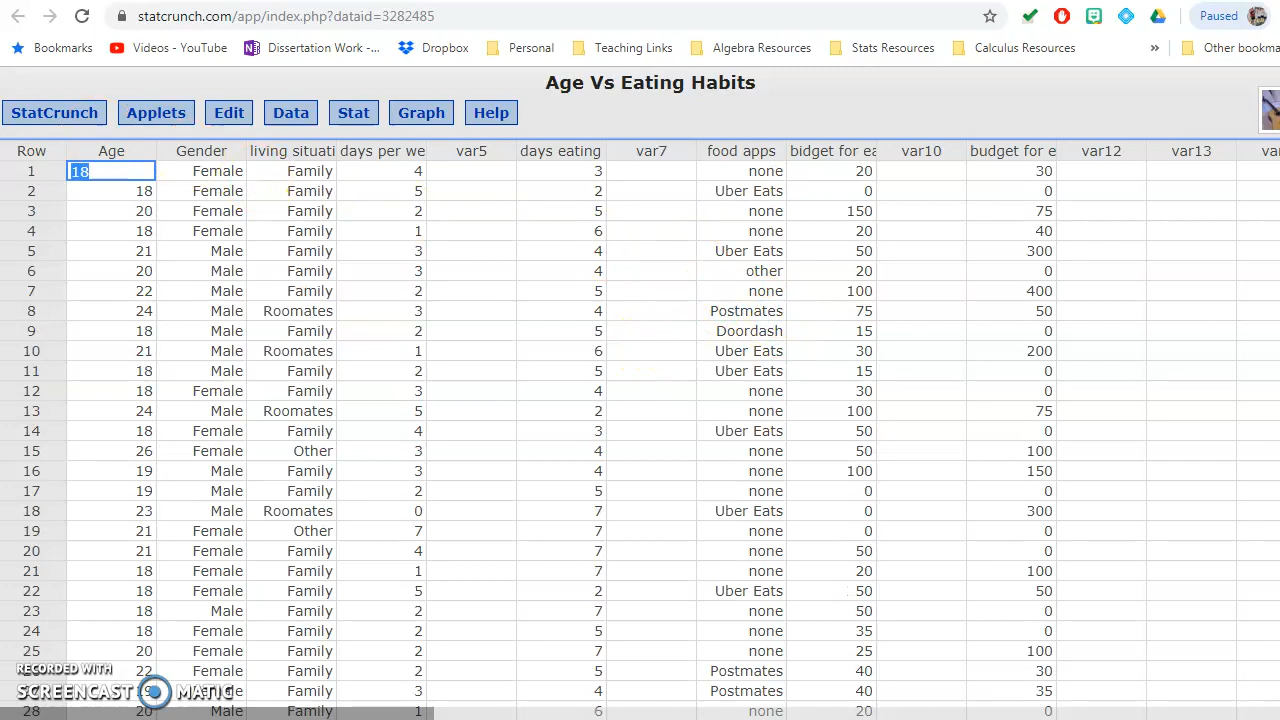 statcrunch.com/app/index.php?dataid=3232485
Paused
Bookmarks Videos - YouTube Dissertation Work -... Dropbox Personal Teaching Links Algebra Resources Stats Resources Calculus Resources » Other bookma
Age Vs Eating Habits
StatCrunch Applets Edit Data Stat Graph Help
Row Age Gender living situati days per we var5 days eating var7 food apps bidget for ea var10 budget for e var12 var13 va
1 18 Female Family 4 3 none 20 30
2 18 Female Family 5 2 Uber Eats 0 0
3 20 Female Family 2 5 none 150 75
4 18 Female Family 1 6 none 20 40
5 21 Male Family 3 4 Uber Eats 50 300
6 20 Male Family 3 4 other 20 0
7 22 Male Family 2 5 none 100 400
8 24 Male Roomates 3 4 Postmates 75 50
9 18 Male Family 2 5 Doordash 15 0
10 21 Male Roomates 1 6 Uber Eats 30 200
11 18 Male Family 2 5 Uber Eats 15 0
12 18 Female Family 3 4 none 30 0
13 24 Male Roomates 5 2 none 100 75
14 18 Female Family 4 3 Uber Eats 50 0
15 26 Female Other 3 4 none 50 100
16 19 Male Family 3 4 none 100 150
17 19 Male Family 2 5 none 0 0
18 23 Male Roomates 0 7 Uber Eats 0 300
19 21 Female Other 7 7 none 0 0
20 21 Female Family 4 7 none 50 0
21 18 Female Family 1 7 none 20 100
22 18 Female Family 5 2 Uber Eats 50 50
23 18 Male Family 2 7 none 50 0
24 18 Female Family 2 5 none 35 0
25 20 Female Family 2 7 none 25 100
22 Female Family 2 5 Postmates 40 30
Family 3 4 Postmates 40 35
28 20 Male Family 1 6 none 20 0
RECORDED WITH
SCREENCAST MATIC